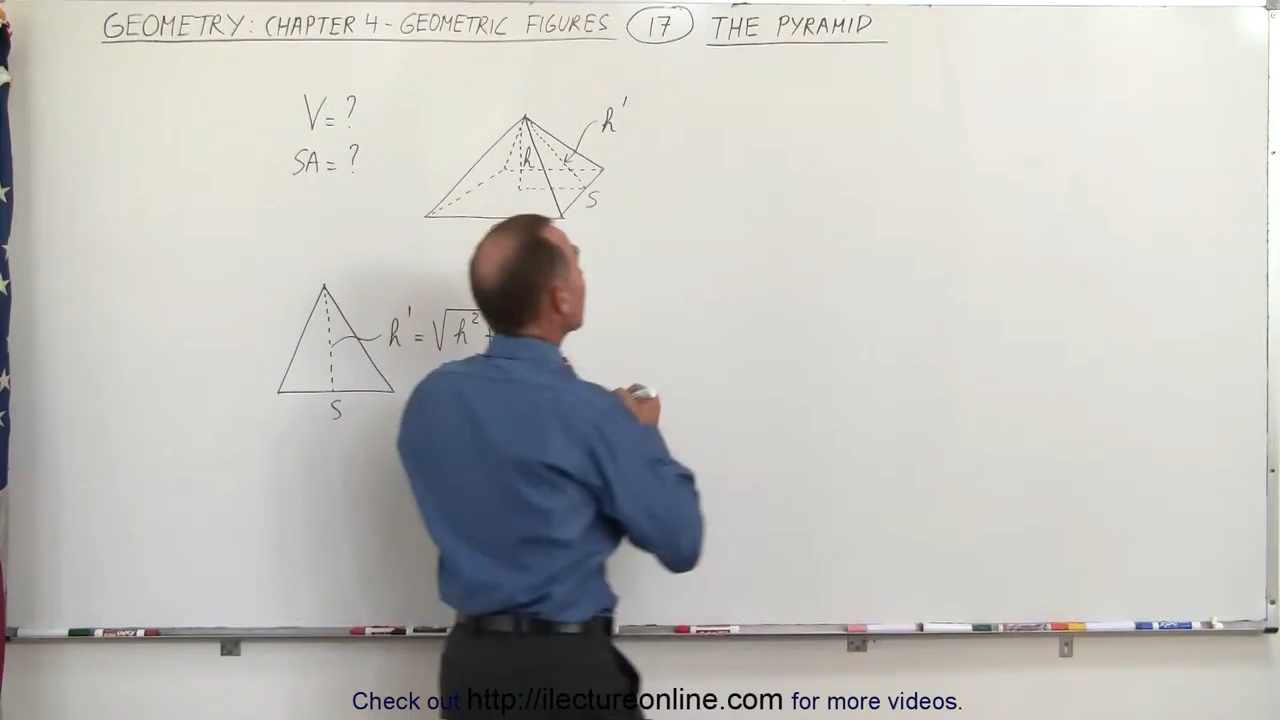 GEOMETRY: CHAPTER 4 - GEOMETRIC FIGURES 17 THE PYRAMID
V = ?
SA = ?
h'
h
S
h' = √h² +
S
Check out http://ilectureonline.com for more videos.